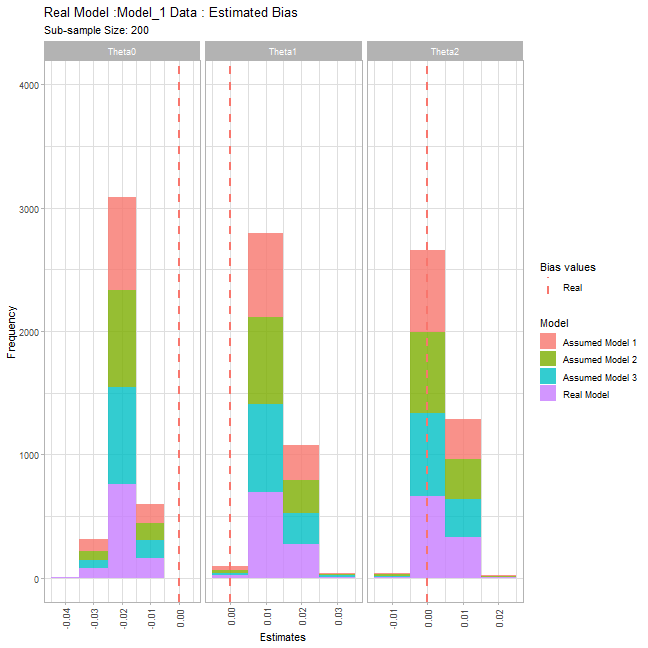 Real Model :Model_1 Data : Estimated Bias
Sub-sample Size: 200
Theta0
Theta1
Theta2
4000
3000
2000
1000
0
Frequency
-0.04
-0.03
-0.02
-0.01
0.00
0.00
0.01
0.02
0.03
-0.01
0.00
0.01
0.02
Estimates
Bias values
Real
Model
Assumed Model 1
Assumed Model 2
Assumed Model 3
Real Model